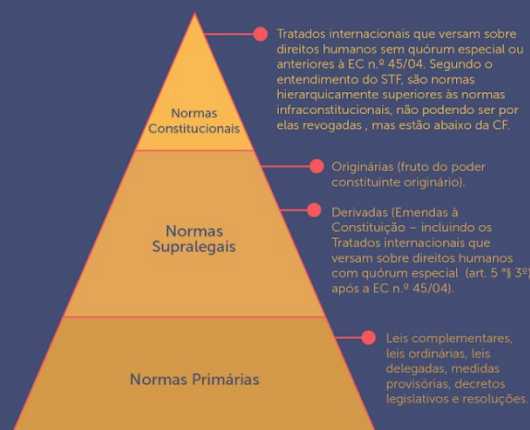 Tratados internacionais que versam sobre
direitos humanos sem quórum especial ou
anteriores à EC n.º 45/04. Segundo o
entendimento do STF, são normas
hierarquicamente superiores às normas
infraconstitucionais, não podendo ser por
elas revogadas , mas estão abaixo da CF.
Normas
Constitucionais
Originárias (fruto do poder
constituinte originário).
Normas
Supralegais
Derivadas (Emendas à
Constituição – incluindo os
Tratados internacionais que
versam sobre direitos humanos
com quórum especial (art. 5 °§ 3º)
após a EC n.º 45/04).
Normas Primárias
Leis complementares,
leis ordinárias, leis
delegadas, medidas
provisórias, decretos
legislativos e resoluções.